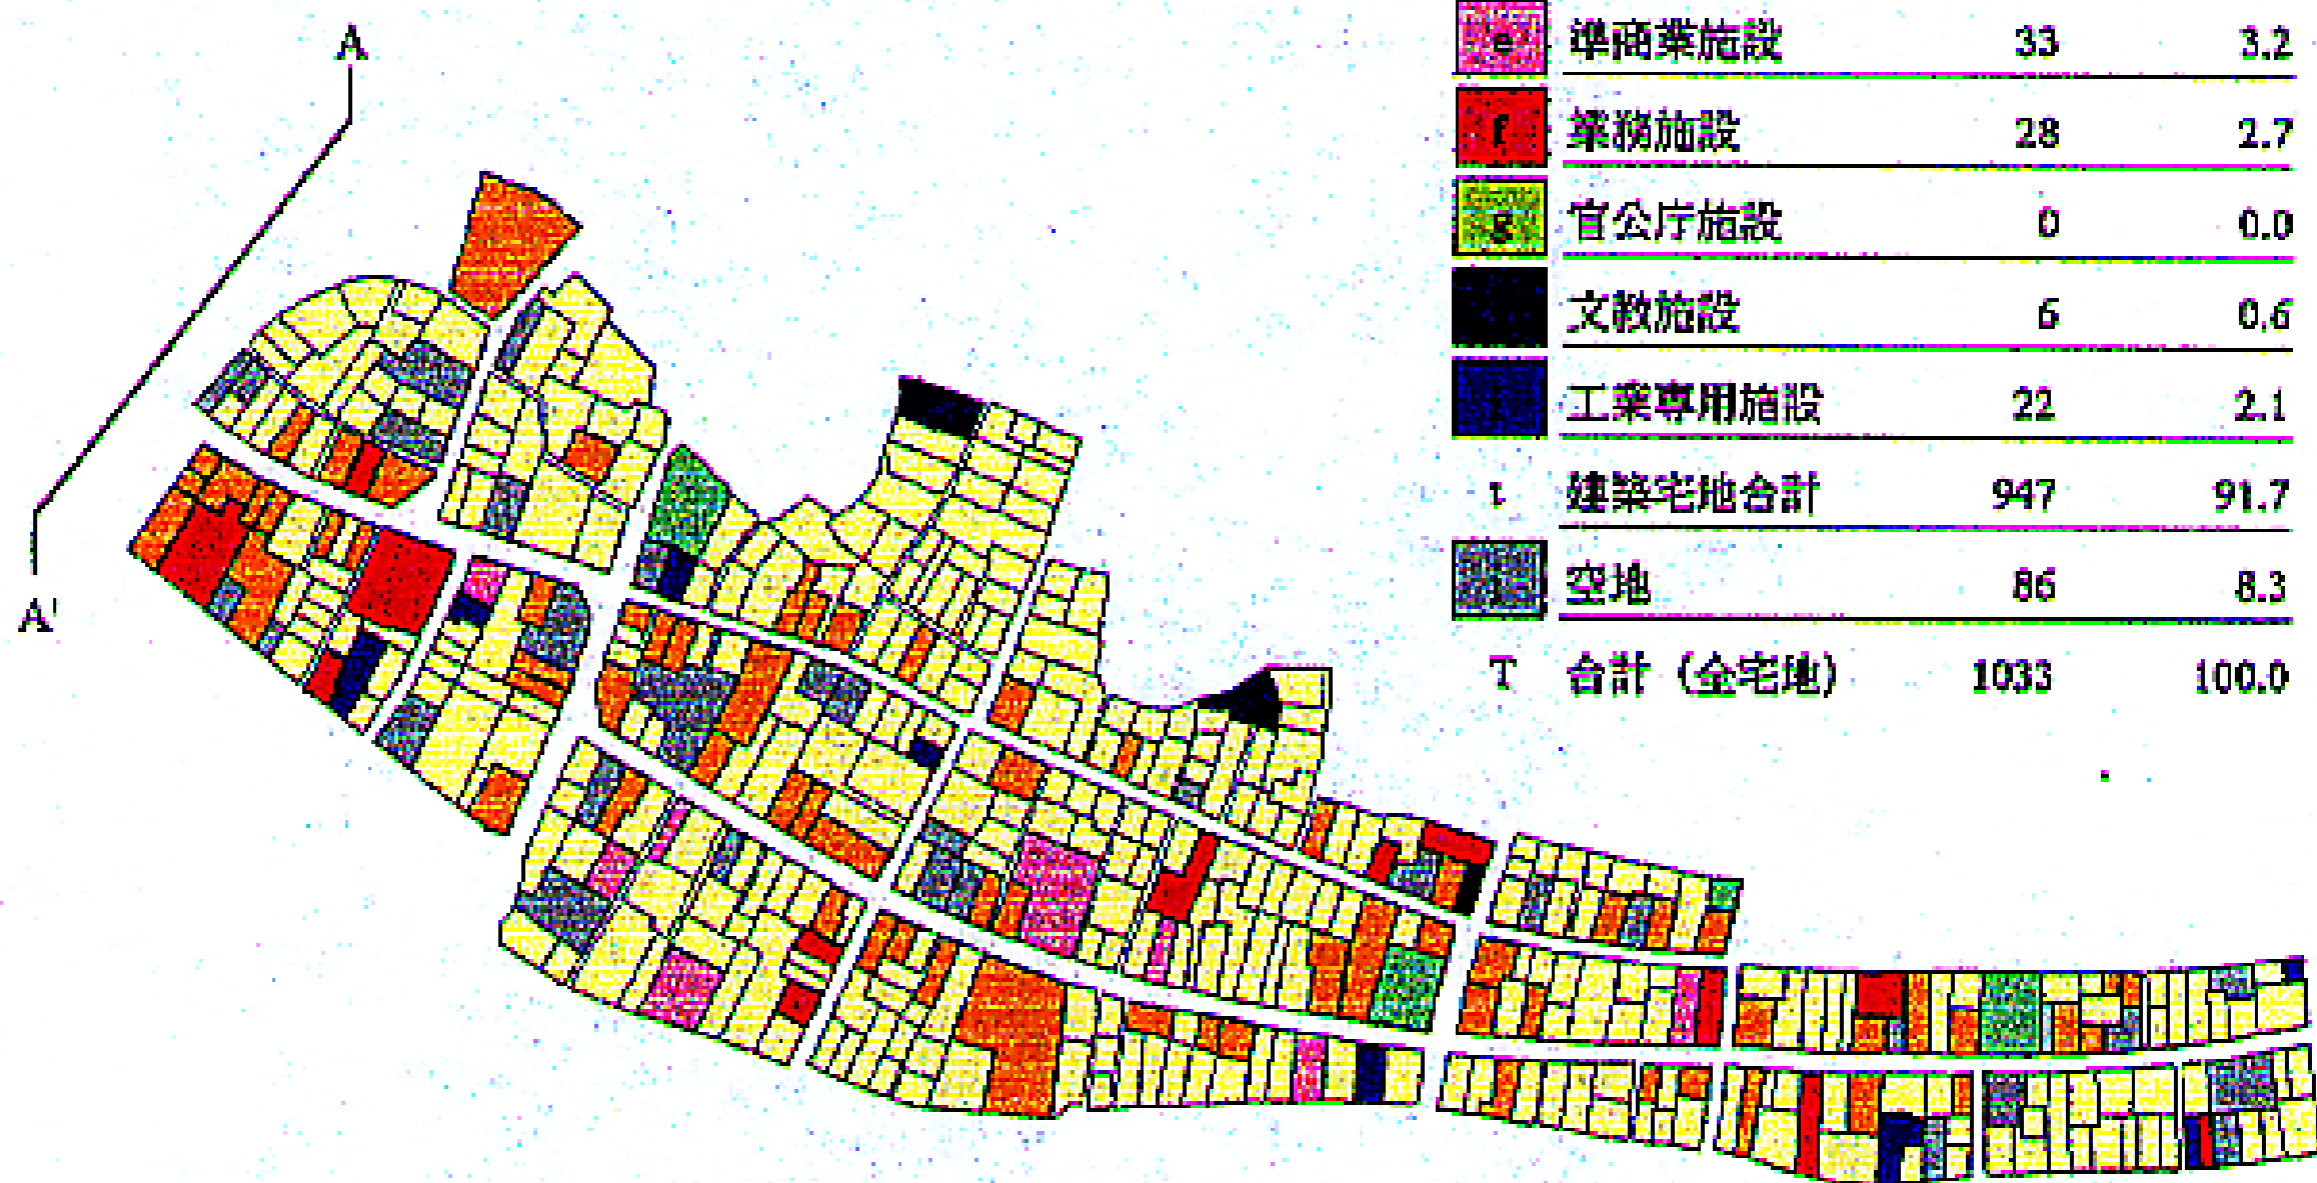 A
A'
e 準商業施設 33 3.2
f 業務施設 28 2.7
g 官公庁施設 0 0.0
文教施設 6 0.6
工業専用施設 22 2.1
t 建築宅地合計 947 91.7
空地 86 8.3
T 合計（全宅地） 1033 100.0